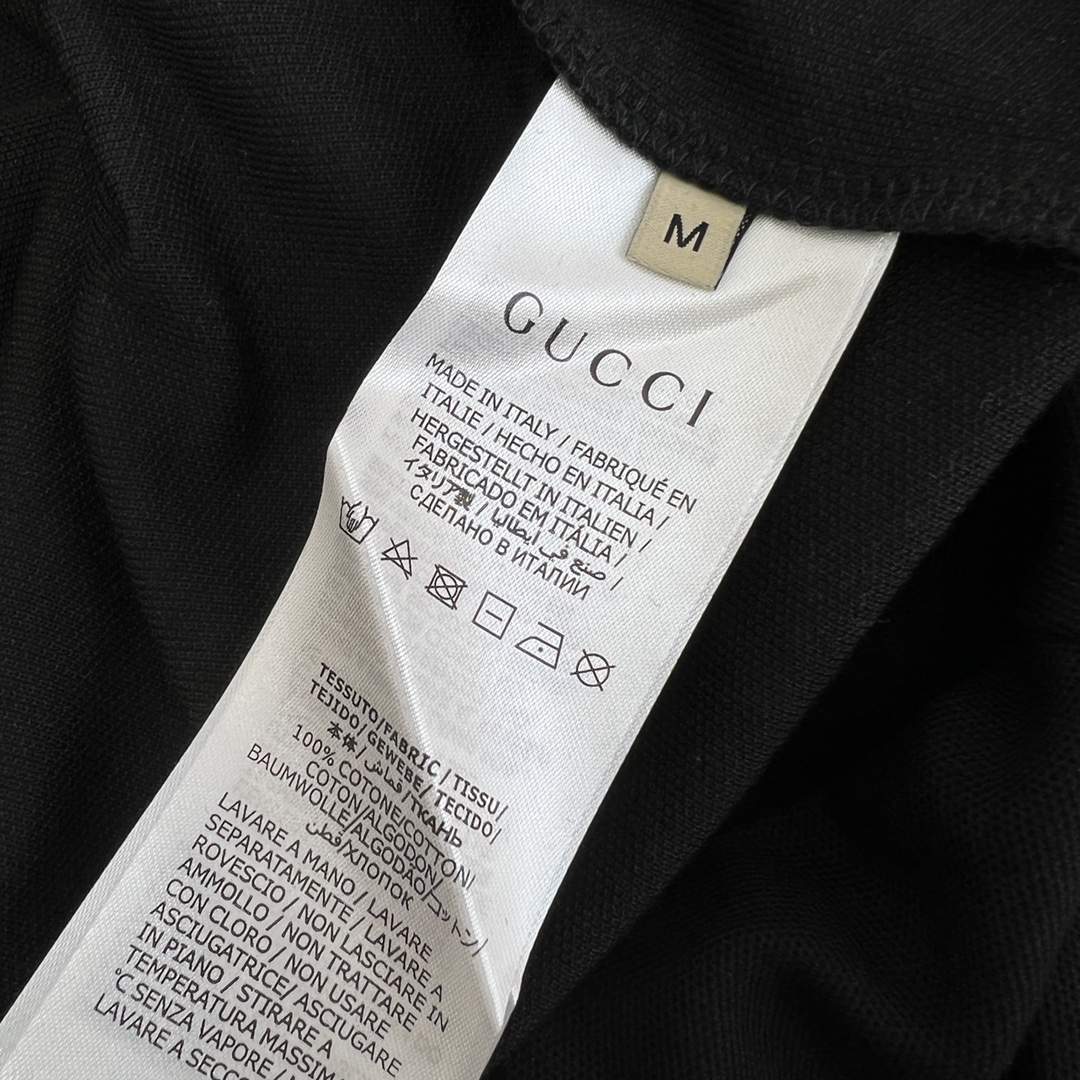 M
GUCCI
MADE IN ITALY / FABRIQUÉ EN
ITALIE / HECHO EN ITALIA /
HERGESTELLT IN ITALIEN /
FABRICADO EM ITÁLIA /
イタリア製 / صنع في ايطاليا /
СДЕЛАНО В ИТАЛИИ
TESSUTO/FABRIC/TISSU/
TEJIDO/GEWEBE/TECIDO/
本体/قماش/ТКАНЬ
100% COTONE/COTTON/
COTON/ALGODON/
BAUMWOLLE/ALGODÃO/コットン/
قطن/ХЛОПОК
LAVARE A MANO / LAVARE
SEPARATAMENTE / LAVARE A
ROVESCIO / NON LASCIARE IN
AMMOLLO / NON TRATTARE
CON CLORO / NON USARE
ASCIUGATRICE/ASCIUGARE
IN PIANO / STIRARE A
TEMPERATURA MASSIMA
°C SENZA VAPORE /
LAVARE A SECCO